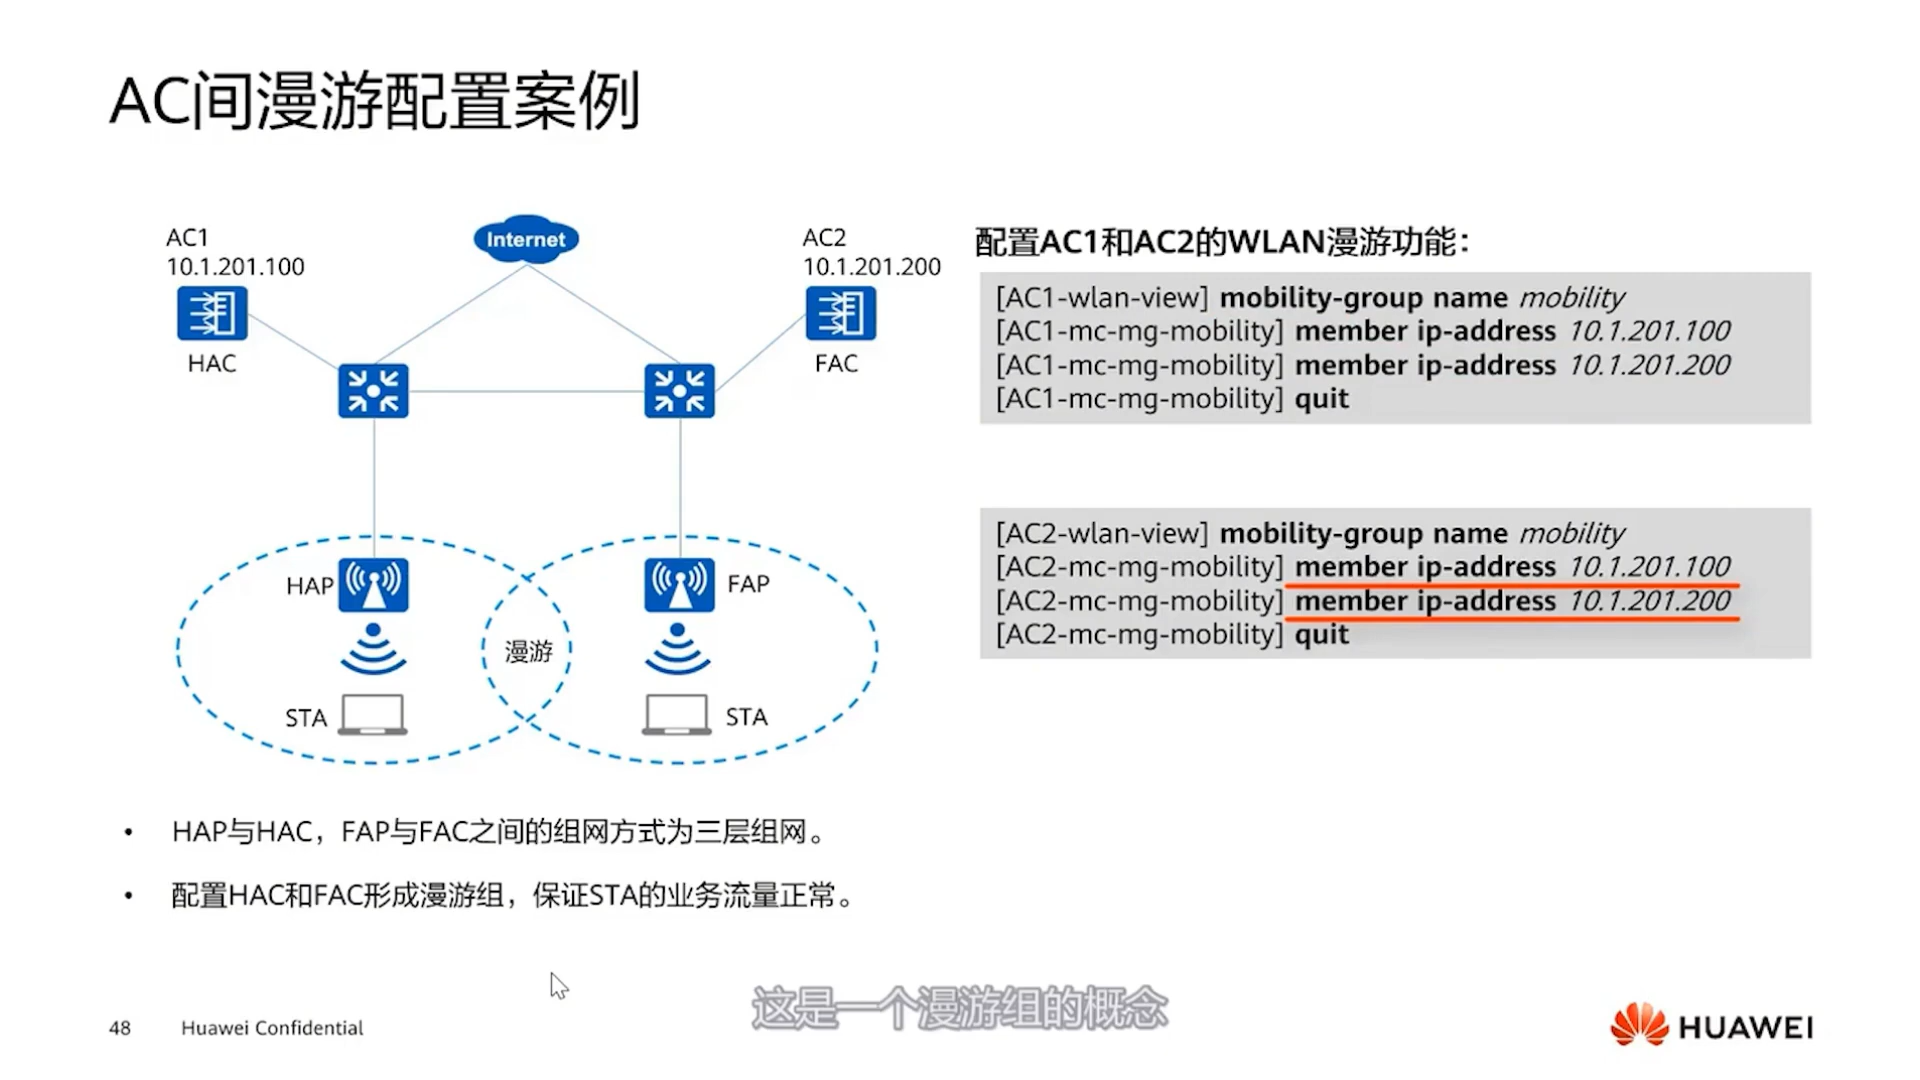 AC间漫游配置案例
AC1
10.1.201.100
HAC
Internet
AC2
10.1.201.200
FAC
HAP
FAP
漫游
STA
STA
配置AC1和AC2的WLAN漫游功能：
[AC1-wlan-view] mobility-group name mobility
[AC1-mc-mg-mobility] member ip-address 10.1.201.100
[AC1-mc-mg-mobility] member ip-address 10.1.201.200
[AC1-mc-mg-mobility] quit
[AC2-wlan-view] mobility-group name mobility
[AC2-mc-mg-mobility] member ip-address 10.1.201.100
[AC2-mc-mg-mobility] member ip-address 10.1.201.200
[AC2-mc-mg-mobility] quit
• HAP与HAC，FAP与FAC之间的组网方式为三层组网。
• 配置HAC和FAC形成漫游组，保证STA的业务流量正常。
这是一个漫游组的概念
48 Huawei Confidential
HUAWEI